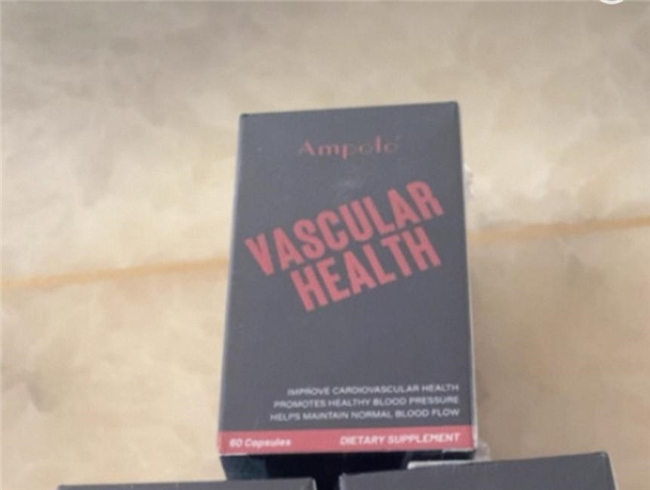 Ampolo
VASCULAR
HEALTH
IMPROVE CARDIOVASCULAR HEALTH
PROMOTES HEALTHY BLOOD PRESSURE
HELPS MAINTAIN NORMAL BLOOD FLOW
60 Capsules DIETARY SUPPLEMENT